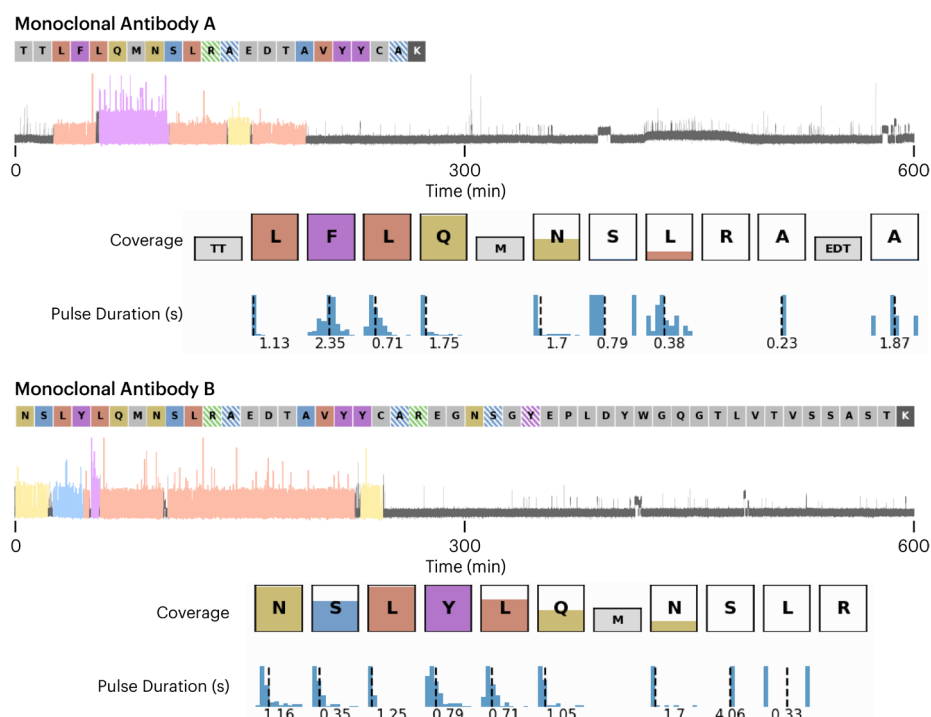 Monoclonal Antibody A
T T L F L Q M N S L R A E D T A V Y Y C A K
0 300 600
Time (min)
Coverage TT L F L Q M N S L R A EDT A
Pulse Duration (s)
1.13 2.35 0.71 1.75 1.7 0.79 0.38 0.23 1.87
Monoclonal Antibody B
N S L Y L Q M N S L R A E D T A V Y Y C A R E G N S G Y E P L D Y W G Q G T L V T V S S A S T K
0 300 600
Time (min)
Coverage N S L Y L Q M N S L R
Pulse Duration (s)
1.16 0.35 1.25 0.79 0.71 1.05 1.7 4.06 0.33